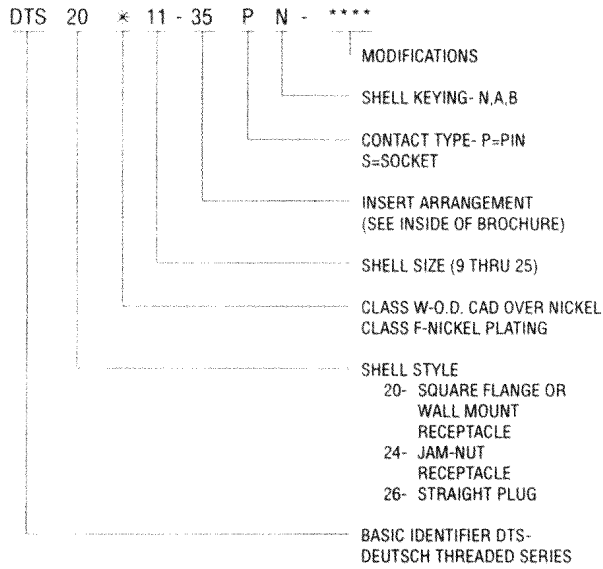 DTS 20 * 11 - 35 P N - ****
MODIFICATIONS
SHELL KEYING- N,A,B
CONTACT TYPE- P=PIN
S=SOCKET
INSERT ARRANGEMENT
(SEE INSIDE OF BROCHURE)
SHELL SIZE (9 THRU 25)
CLASS W-O.D. CAD OVER NICKEL
CLASS F-NICKEL PLATING
SHELL STYLE
20- SQUARE FLANGE OR
WALL MOUNT
RECEPTACLE
24- JAM-NUT
RECEPTACLE
26- STRAIGHT PLUG
BASIC IDENTIFIER DTS-
DEUTSCH THREADED SERIES